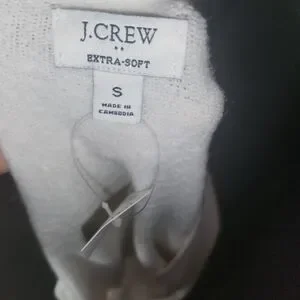 J.CREW
EXTRA-SOFT
S
MADE IN
CAMBODIA